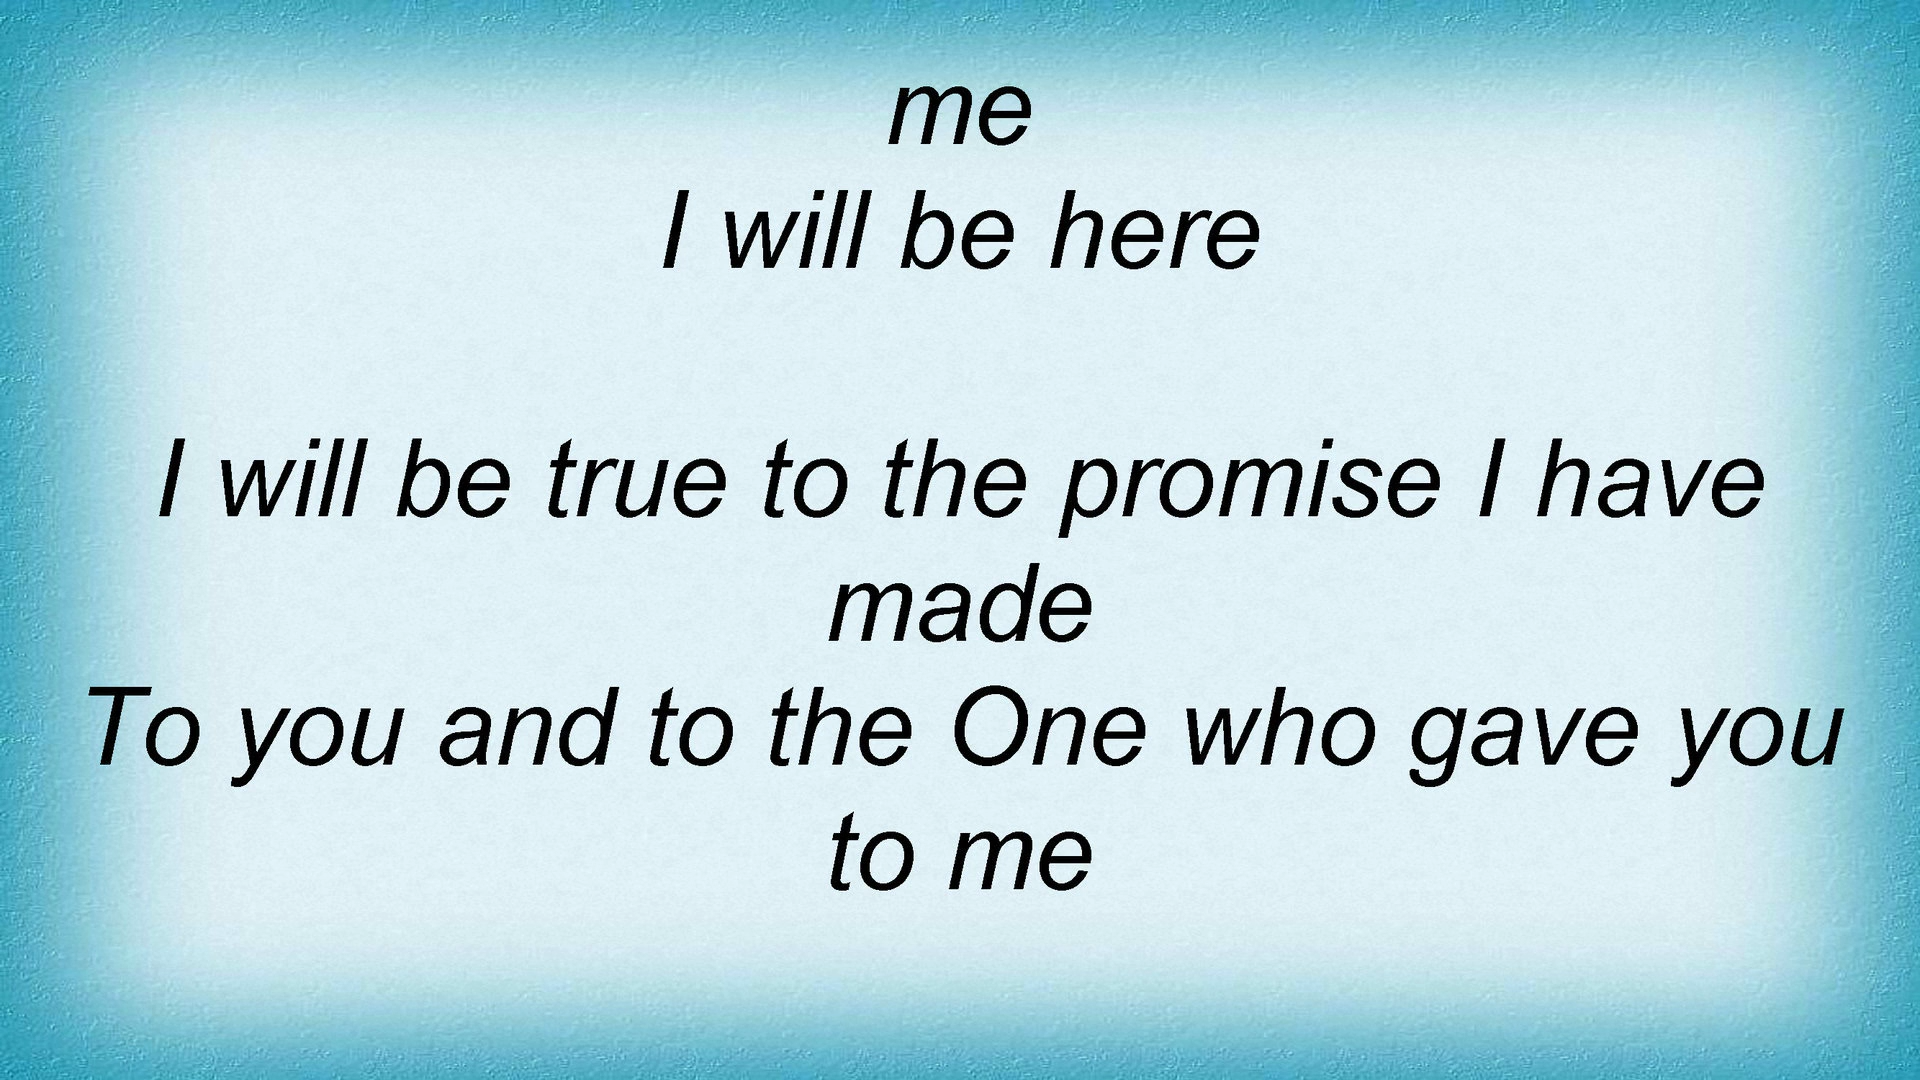 me
I will be here
I will be true to the promise I have
made
To you and to the One who gave you
to me